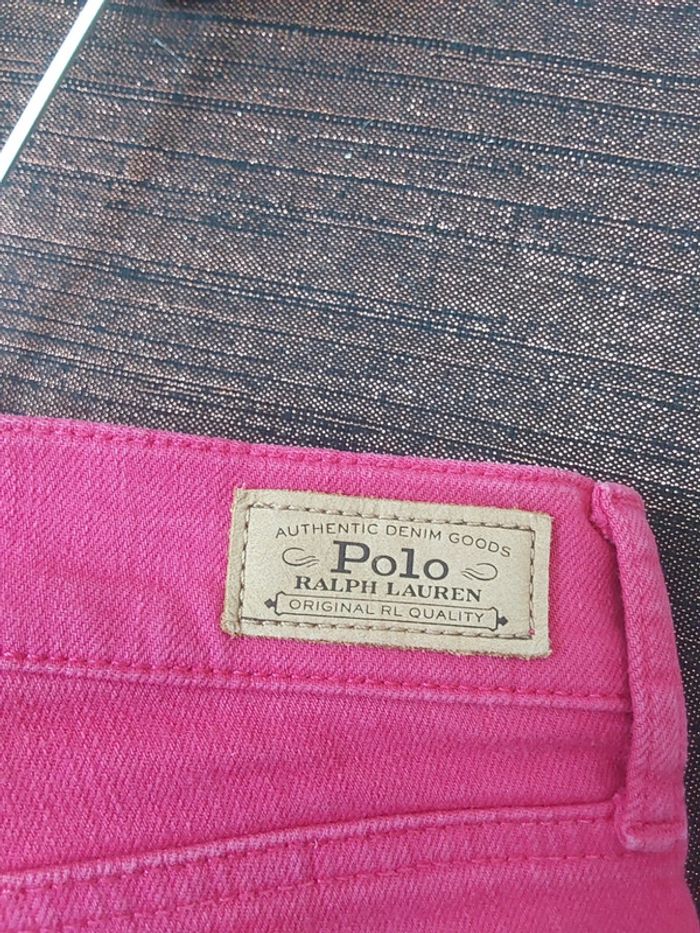 AUTHENTIC DENIM GOODS
Polo
RALPH LAUREN
ORIGINAL RL QUALITY